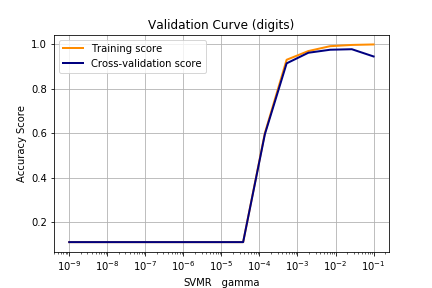 Validation Curve (digits)
Training score
Cross-validation score
Accuracy Score
1.0
0.8
0.6
0.4
0.2
10⁻⁹ 10⁻⁸ 10⁻⁷ 10⁻⁶ 10⁻⁵ 10⁻⁴ 10⁻³ 10⁻² 10⁻¹
SVMR gamma